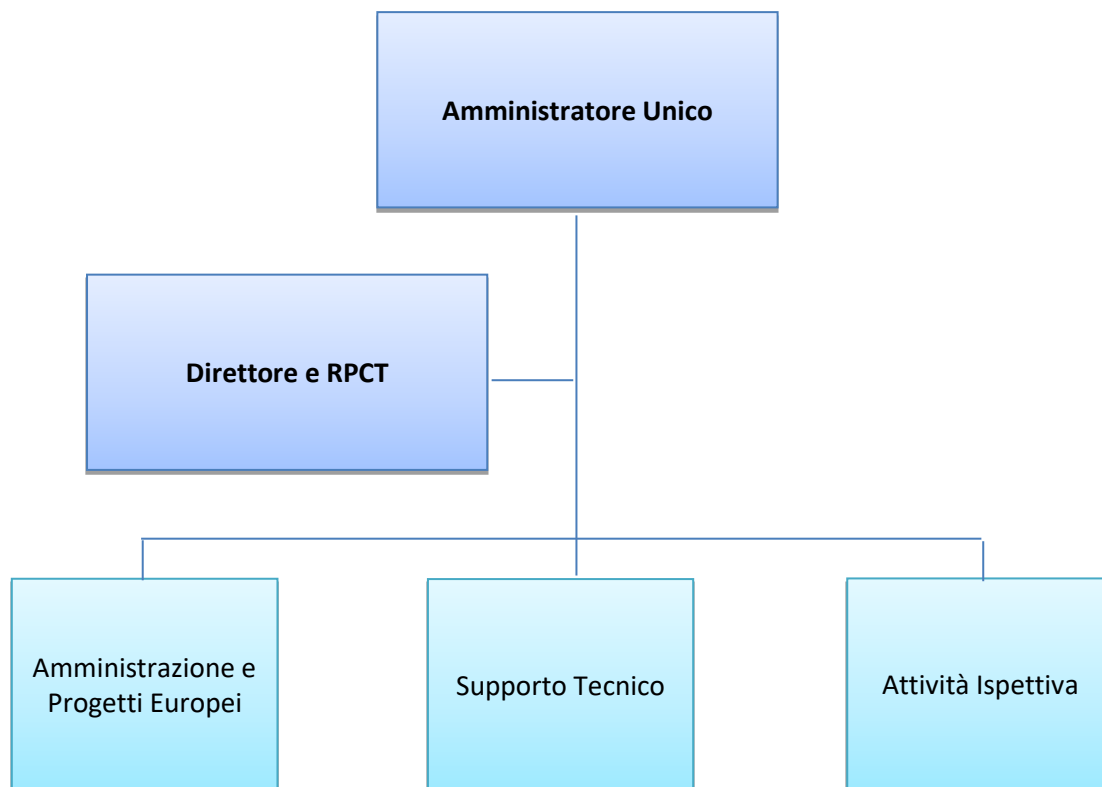 Amministratore Unico
Direttore e RPCT
Amministrazione e
Progetti Europei
Supporto Tecnico
Attività Ispettiva